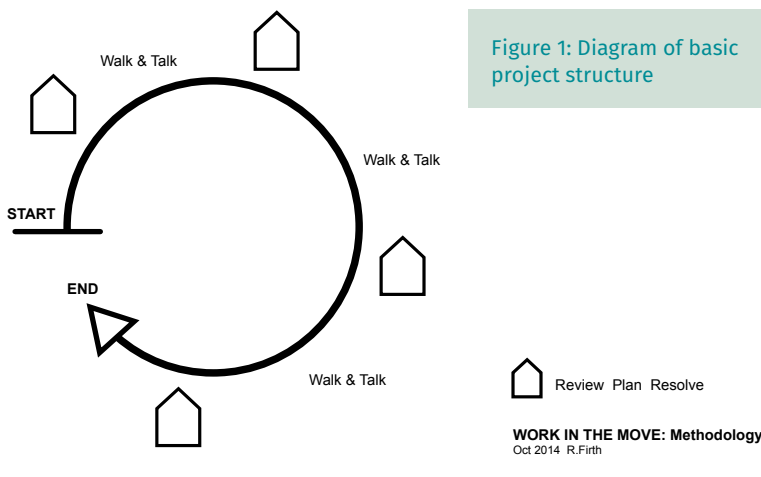 Figure 1: Diagram of basic
project structure
Walk & Talk
Walk & Talk
START
END
Walk & Talk
Review Plan Resolve
WORK IN THE MOVE: Methodology
Oct 2014 R.Firth